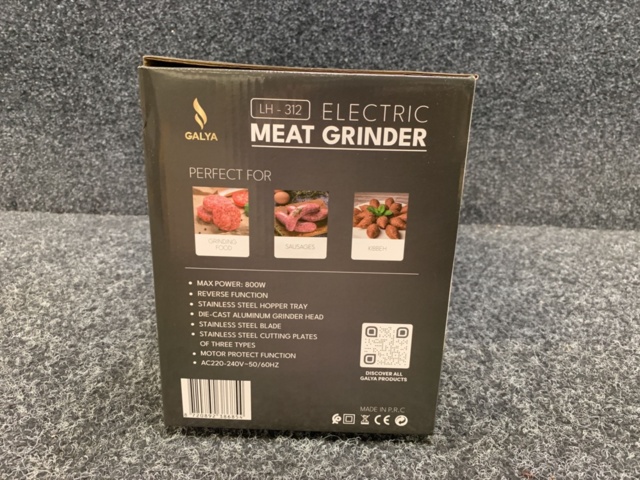 GALYA
LH - 312 ELECTRIC
MEAT GRINDER
PERFECT FOR
GRINDING
FOOD
SAUSAGES
KIBBEH
• MAX POWER: 800W
• REVERSE FUNCTION
• STAINLESS STEEL HOPPER TRAY
• DIE-CAST ALUMINUM GRINDER HEAD
• STAINLESS STEEL BLADE
• STAINLESS STEEL CUTTING PLATES
OF THREE TYPES
• MOTOR PROTECT FUNCTION
• AC220-240V~50/60HZ
DISCOVER ALL
GALYA PRODUCTS
MADE IN P.R.C
CE